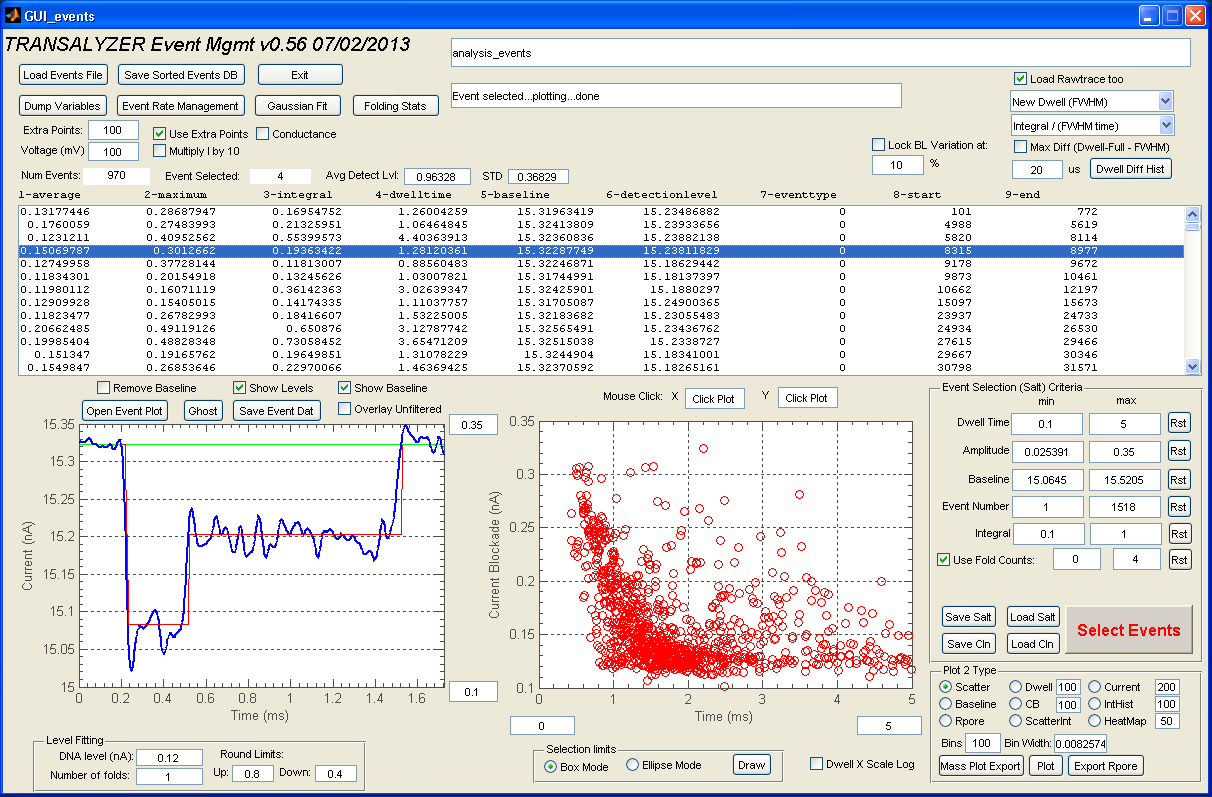 GUI_events
TRANSALYZER Event Mgmt v0.56 07/02/2013
analysis_events
Load Events File Save Sorted Events DB Exit
Load Rawtrace too
Event selected...plotting...done
New Dwell (FWHM)
Dump Variables Event Rate Management Gaussian Fit Folding Stats
Integral / (FWHM time)
Extra Points: 100 Use Extra Points Conductance
Voltage (mV) 100 Multiply I by 10
Lock BL Variation at: Max Diff (Dwell-Full - FWHM)
10 % 20 us Dwell Diff Hist
Num Events: 970 Event Selected: 4 Avg Detect Lvl: 0.96328 STD 0.36829
1-average 2-maximum 3-integral 4-dwelltime 5-baseline 6-detectionlevel 7-eventtype 8-start 9-end
0.13177446 0.28687947 0.16954752 1.26004259 15.31963419 15.23486882 0 101 772
0.1760059 0.27483993 0.21325951 1.06464845 15.32413809 15.23933656 0 4988 5619
0.1231211 0.40952562 0.55399573 4.40363913 15.32360836 15.23882138 0 5820 8114
0.15069787 0.3012662 0.19363422 1.28120361 15.32287749 15.23811829 0 8315 8977
0.12749958 0.37728144 0.11813007 0.88560483 15.32246871 15.18629442 0 9178 9672
0.11834301 0.20154918 0.13245626 1.03007821 15.31744991 15.18137397 0 9873 10461
0.11980112 0.16071119 0.36142363 3.02639347 15.32425901 15.1880297 0 10662 12197
0.12909928 0.15405015 0.14174335 1.11037757 15.31705087 15.24900365 0 15097 15673
0.11823477 0.26782993 0.18416607 1.53225005 15.32183682 15.23055483 0 23937 24733
0.20662485 0.49119126 0.650876 3.12787742 15.32565491 15.23436762 0 24934 26530
0.19985404 0.48828348 0.73058452 3.65471209 15.32515038 15.2338727 0 27615 29466
0.151347 0.19165762 0.19649851 1.31078229 15.3244904 15.18341001 0 29667 30346
0.1549847 0.26853646 0.22970066 1.46369425 15.32370592 15.18265161 0 30798 31571
Remove Baseline Show Levels Show Baseline
Open Event Plot Ghost Save Event Dat Overlay Unfiltered
Mouse Click: X Click Plot Y Click Plot
0.35
15.35
15.3
15.25
15.2
15.15
15.1
15.05
15
Current (nA)
0 0.2 0.4 0.6 0.8 1 1.2 1.4 1.6
Time (ms)
0.1
0.35
0.3
0.25
0.2
0.15
0.1
Current Blockade (nA)
0 1 2 3 4 5
Time (ms)
0 5
Event Selection (Salt) Criteria
min max
Dwell Time 0.1 5 Rst
Amplitude 0.025391 0.35 Rst
Baseline 15.0645 15.5205 Rst
Event Number 1 1518 Rst
Integral 0.1 1 Rst
Use Fold Counts: 0 4 Rst
Save Salt Load Salt
Select Events
Save Cln Load Cln
Plot 2 Type
Scatter Dwell 100 Current 200
Baseline CB 100 IntHist 100
Rpore ScatterInt HeatMap 50
Bins 100 Bin Width: 0.0082574
Mass Plot Export Plot Export Rpore
Level Fitting
DNA level (nA): 0.12 Round Limits:
Number of folds: 1 Up: 0.8 Down: 0.4
Selection limits
Box Mode Ellipse Mode Draw
Dwell X Scale Log